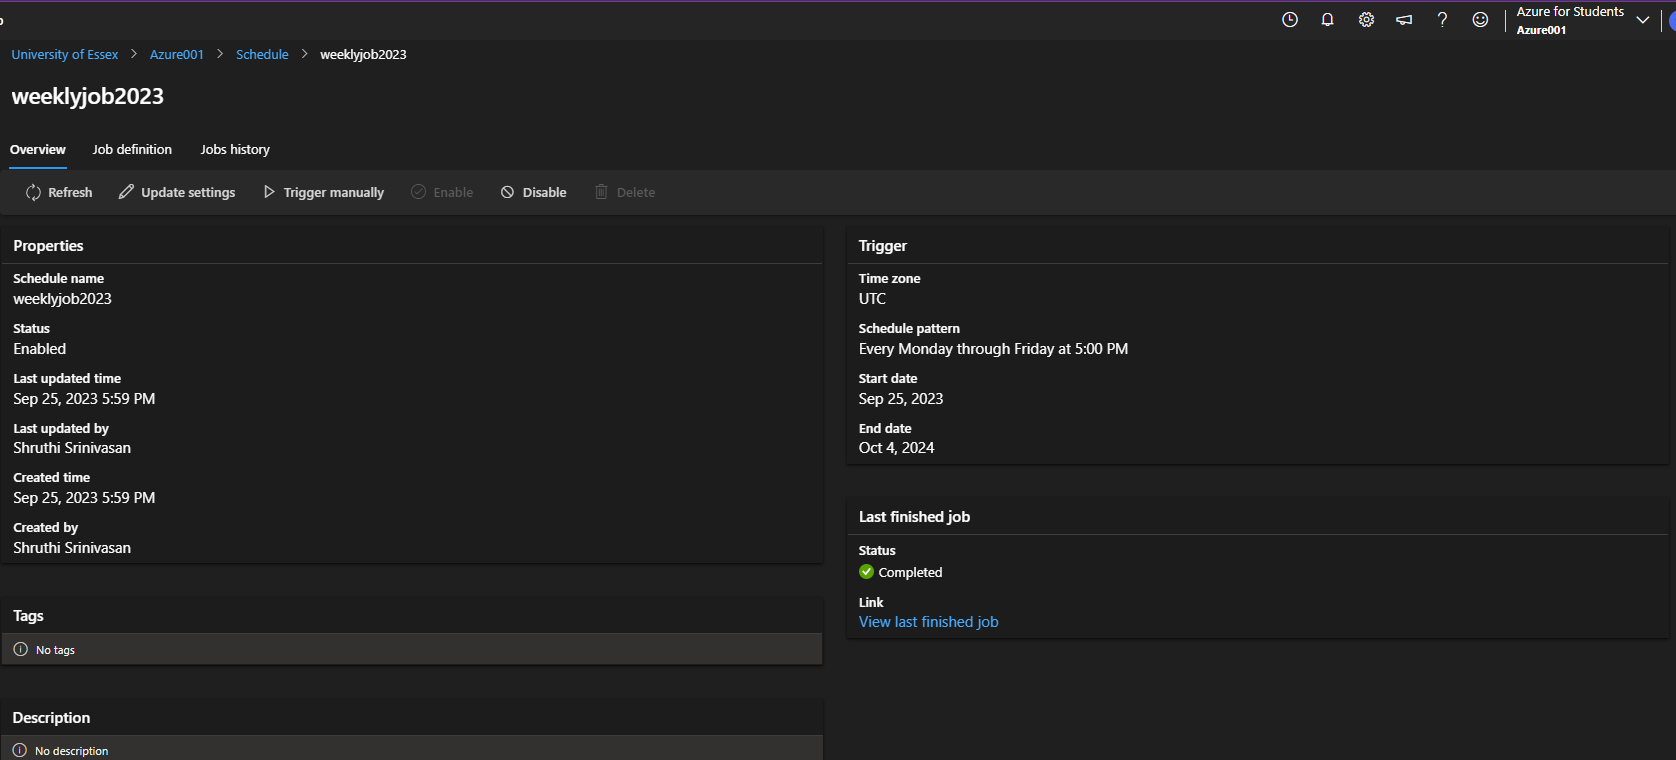 Azure for Students
Azure001
University of Essex > Azure001 > Schedule > weeklyjob2023
weeklyjob2023
Overview Job definition Jobs history
Refresh Update settings Trigger manually Enable Disable Delete
Properties
Schedule name
weeklyjob2023
Status
Enabled
Last updated time
Sep 25, 2023 5:59 PM
Last updated by
Shruthi Srinivasan
Created time
Sep 25, 2023 5:59 PM
Created by
Shruthi Srinivasan
Tags
No tags
Description
No description
Trigger
Time zone
UTC
Schedule pattern
Every Monday through Friday at 5:00 PM
Start date
Sep 25, 2023
End date
Oct 4, 2024
Last finished job
Status
Completed
Link
View last finished job